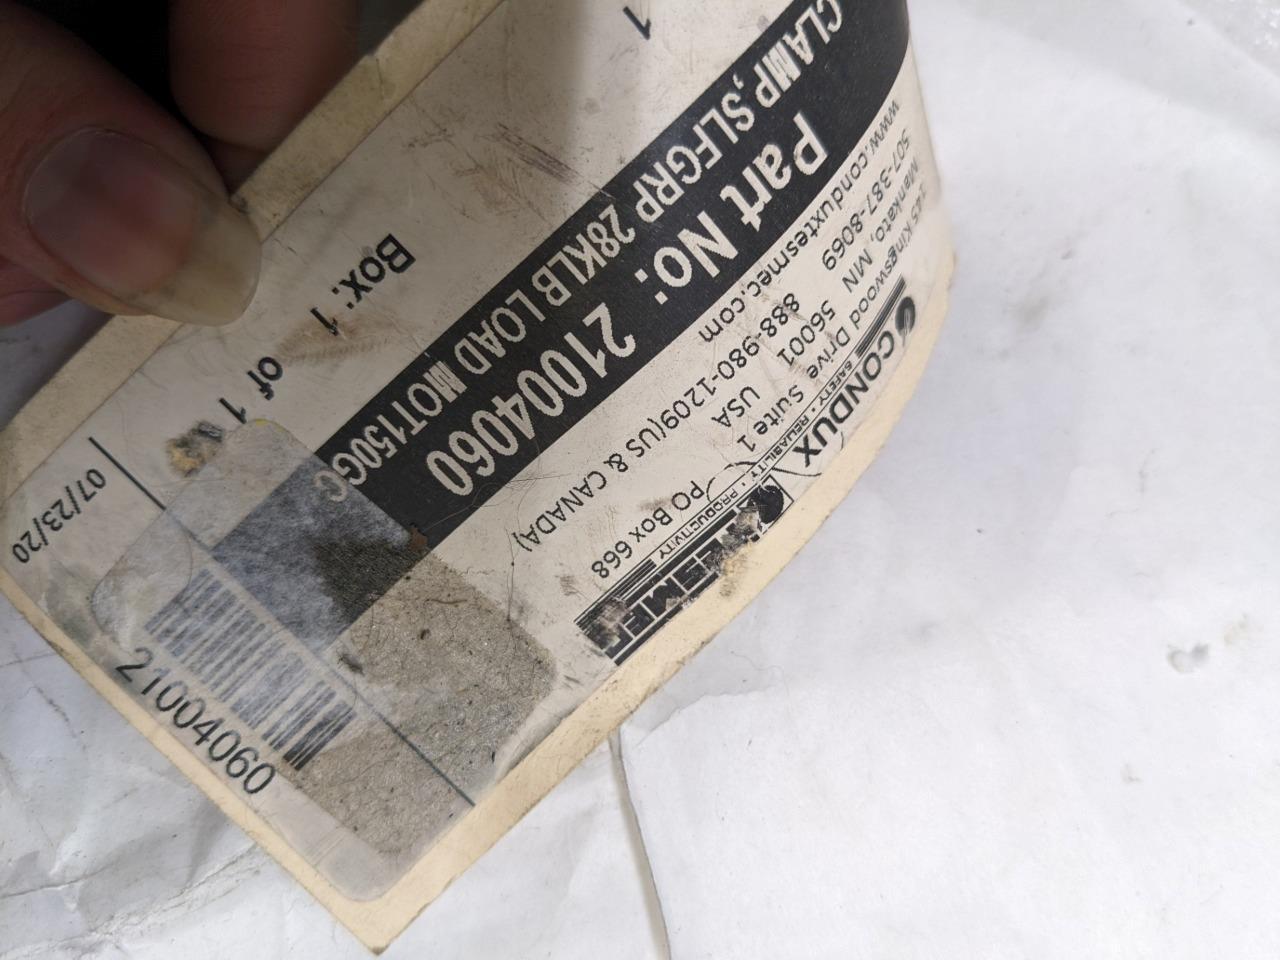 CONDUX
SAFETY • RELIABILITY • PRODUCTIVITY
TESMEC
145 Kingswood Drive Suite 1 PO Box 668
Mankato, MN 56001 USA
507-387-8069 888-980-1209(US & CANADA)
www.conduxtesmec.com
Part No: 21004060
CLAMP,SLFGRP 28KLB LOAD MOT150GC
1
Box: 1 of 1
07/23/20
21004060